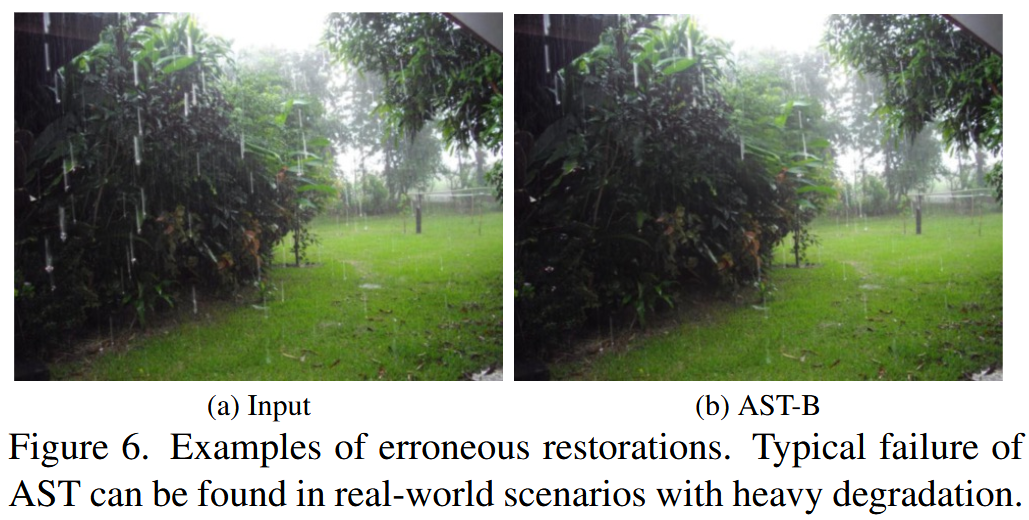 (a) Input
(b) AST-B
Figure 6. Examples of erroneous restorations. Typical failure of
AST can be found in real-world scenarios with heavy degradation.